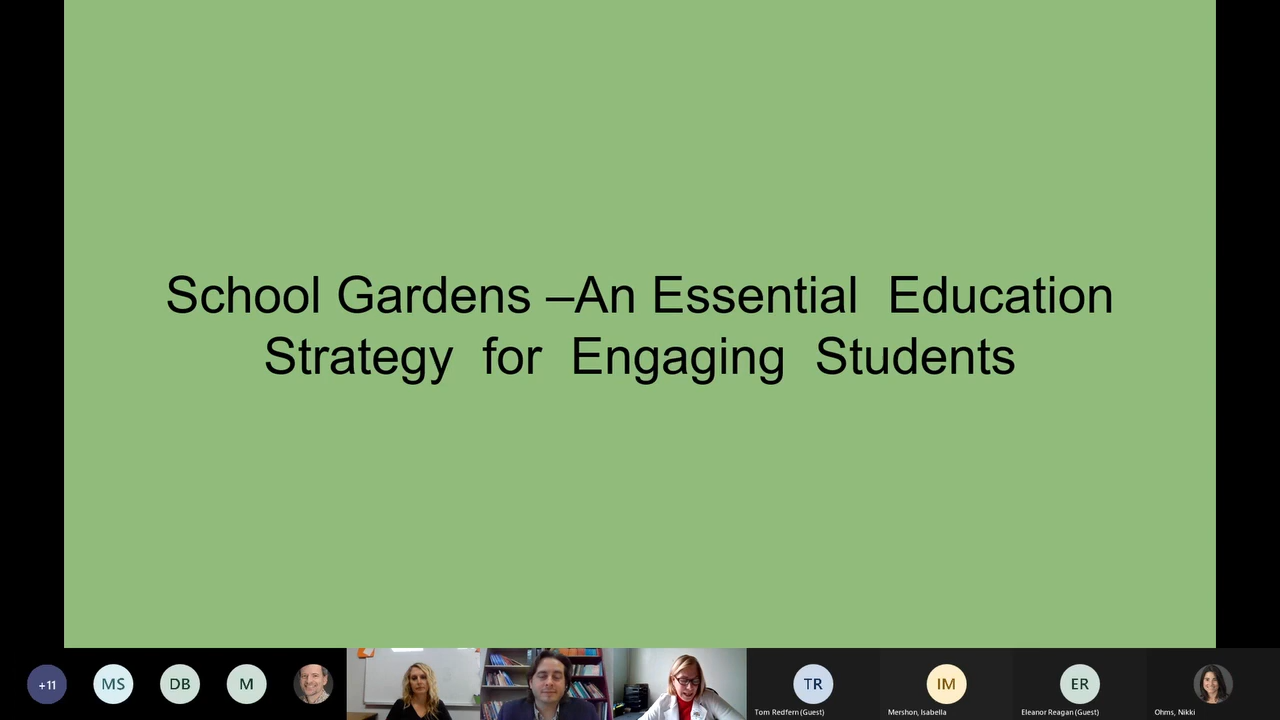 School Gardens –An Essential  Education
Strategy  for  Engaging  Students
+11
MS
DB
M
TR
IM
ER
Tom Redfern (Guest)
Mershon, Isabella
Eleanor Reagan (Guest)
Ohms, Nikki